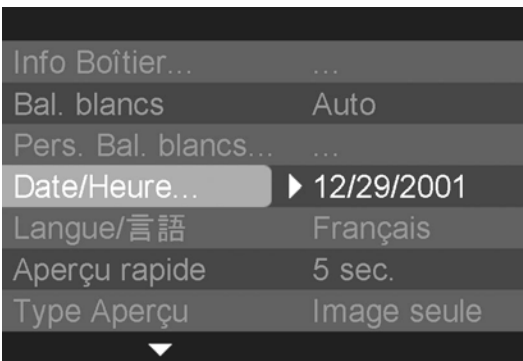 Info Boîtier... ...
Bal. blancs Auto
Pers. Bal. blancs... ...
Date/Heure... 12/29/2001
Langue/言語 Français
Aperçu rapide 5 sec.
Type Aperçu Image seule